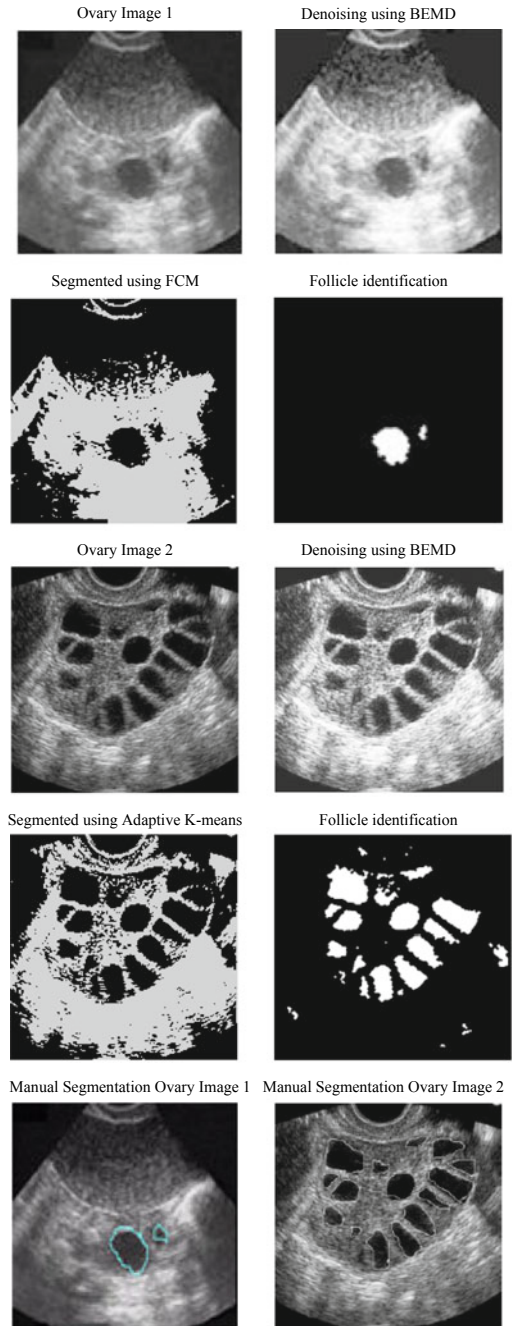 Ovary Image 1
Denoising using BEMD
Segmented using FCM
Follicle identification
Ovary Image 2
Denoising using BEMD
Segmented using Adaptive K-means
Follicle identification
Manual Segmentation Ovary Image 1
Manual Segmentation Ovary Image 2